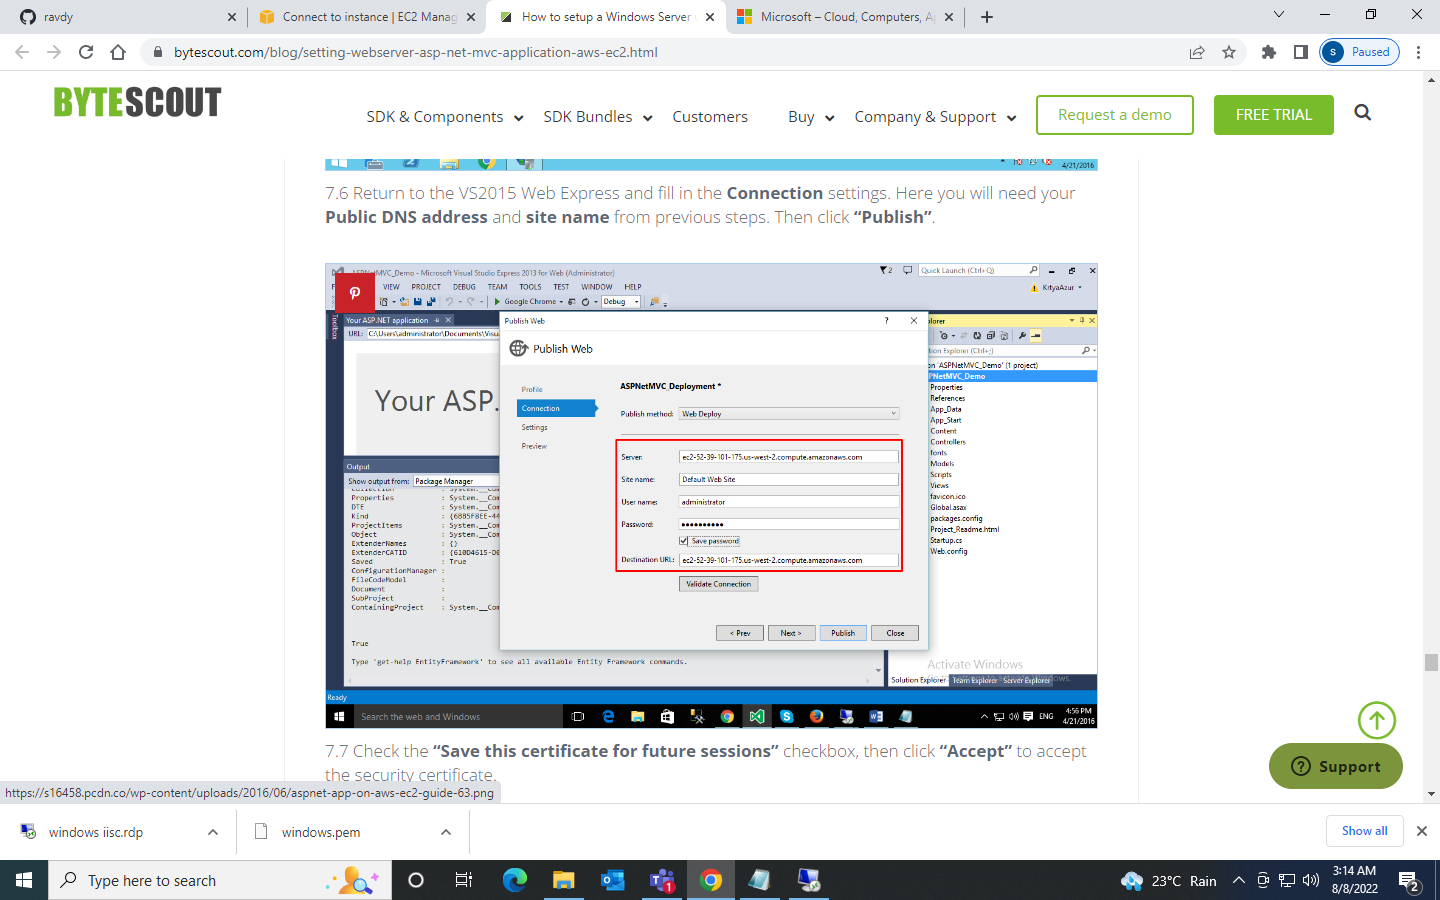 ravdy
Connect to instance | EC2 Manag
How to setup a Windows Server
Microsoft – Cloud, Computers, A
bytescout.com/blog/setting-webserver-asp-net-mvc-application-aws-ec2.html
S
Paused
BYTESCOUT
SDK & Components
SDK Bundles
Customers
Buy
Company & Support
Request a demo
FREE TRIAL
4/21/2016
7.6 Return to the VS2015 Web Express and fill in the Connection settings. Here you will need your
Public DNS address and site name from previous steps. Then click “Publish”.
ASPNetMVC_Demo - Microsoft Visual Studio Express 2013 for Web (Administrator)
2
Quick Launch (Ctrl+Q)
VIEW PROJECT DEBUG TEAM TOOLS TEST WINDOW HELP
KrtyaAzur
Google Chrome
Debug
Toolbox
Your ASP.NET application
URL: C:\Users\administrator\Documents\Visua
Your ASP.
Publish Web
?
Publish Web
Profile
Connection
Settings
Preview
ASPNetMVC_Deployment *
Publish method: Web Deploy
Server: ec2-52-39-101-175.us-west-2.compute.amazonaws.com
Site name: Default Web Site
User name: administrator
Password: ••••••••••
Save password
Destination URL: ec2-52-39-101-175.us-west-2.compute.amazonaws.com
Validate Connection
< Prev
Next >
Publish
Close
lorer
tion Explorer (Ctrl+;)
on 'ASPNetMVC_Demo' (1 project)
PNetMVC_Demo
Properties
References
App_Data
App_Start
Content
Controllers
fonts
Models
Scripts
Views
favicon.ico
Global.asax
packages.config
Project_Readme.html
Startup.cs
Web.config
Output
Show output from: Package Manager
Properties : System.__Com
DTE : System.__Com
Kind : {6BB5F8EE-44
ProjectItems : System.__Com
Object : System.__Com
ExtenderNames : {}
ExtenderCATID : {610D4615-D0
Saved : True
ConfigurationManager :
FileCodeModel :
Document :
SubProject :
ContainingProject : System.__Com
True
Type 'get-help EntityFramework' to see all available Entity Framework commands.
Activate Windows
Solution Explorer Team Explorer Server Explorer
Ready
Search the web and Windows
ENG
4:56 PM
4/21/2016
7.7 Check the “Save this certificate for future sessions” checkbox, then click “Accept” to accept
the security certificate.
Support
https://s16458.pcdn.co/wp-content/uploads/2016/06/aspnet-app-on-aws-ec2-guide-63.png
windows iisc.rdp
windows.pem
Show all
Type here to search
1
23°C Rain
3:14 AM
8/8/2022
2